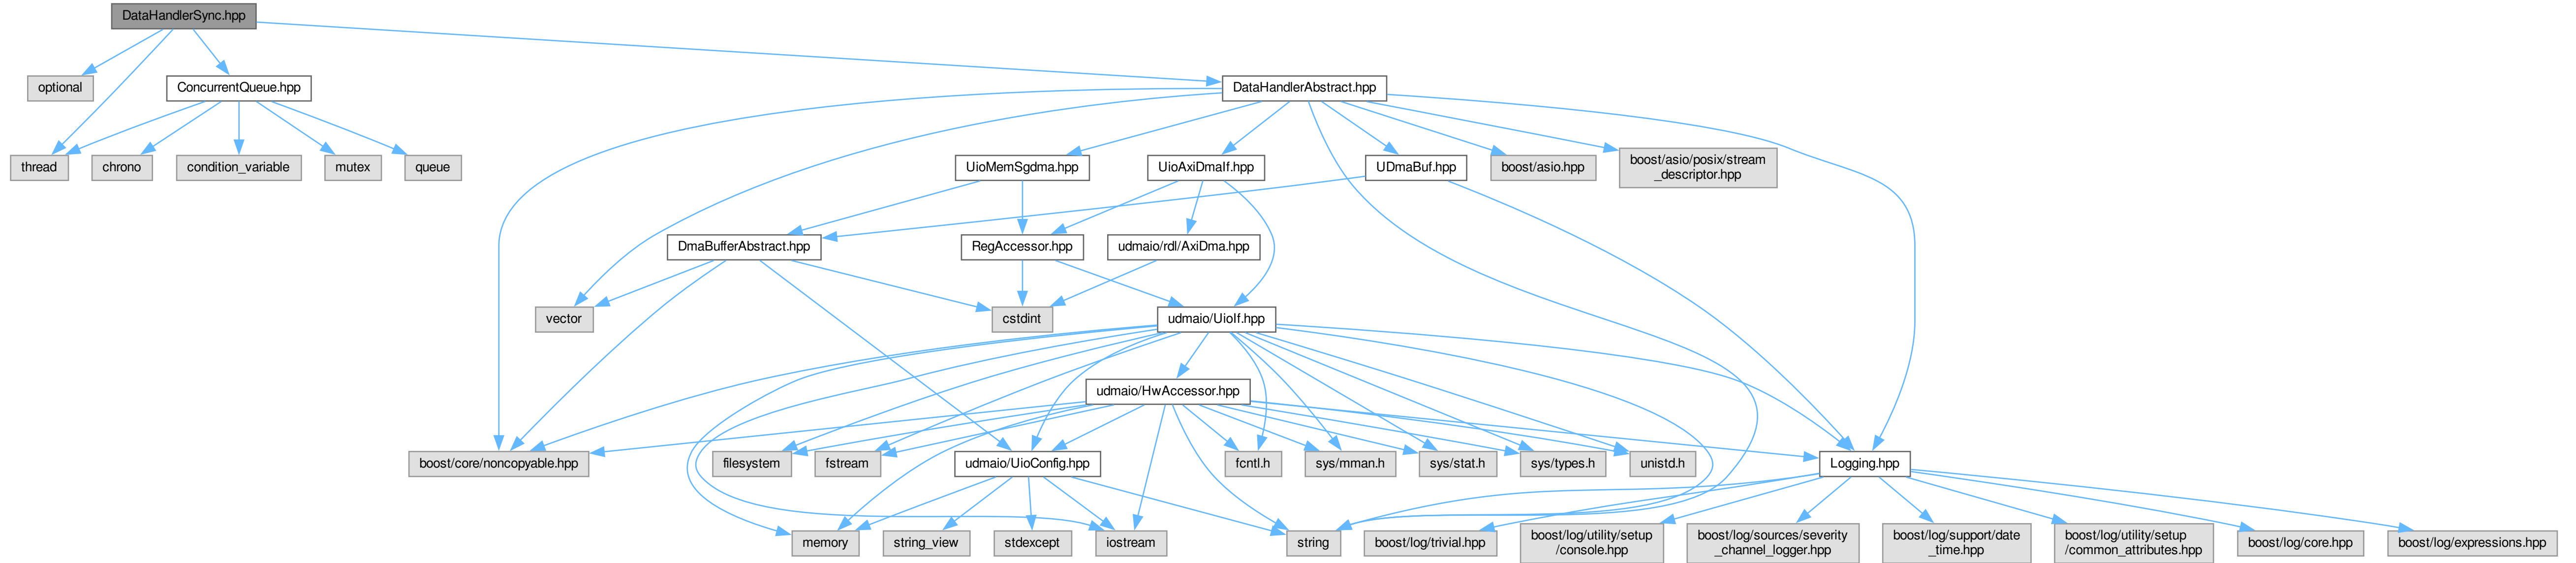 DataHandlerSync.hpp
optional
ConcurrentQueue.hpp
DataHandlerAbstract.hpp
thread
chrono
condition_variable
mutex
queue
UioMemSgdma.hpp
UioAxiDmaIf.hpp
UDmaBuf.hpp
boost/asio.hpp
boost/asio/posix/stream
_descriptor.hpp
DmaBufferAbstract.hpp
RegAccessor.hpp
udmaio/rdl/AxiDma.hpp
vector
cstdint
udmaio/UioIf.hpp
udmaio/HwAccessor.hpp
boost/core/noncopyable.hpp
filesystem
fstream
udmaio/UioConfig.hpp
fcntl.h
sys/mman.h
sys/stat.h
sys/types.h
unistd.h
Logging.hpp
memory
string_view
stdexcept
iostream
string
boost/log/trivial.hpp
boost/log/utility/setup
/console.hpp
boost/log/sources/severity
_channel_logger.hpp
boost/log/support/date
_time.hpp
boost/log/utility/setup
/common_attributes.hpp
boost/log/core.hpp
boost/log/expressions.hpp